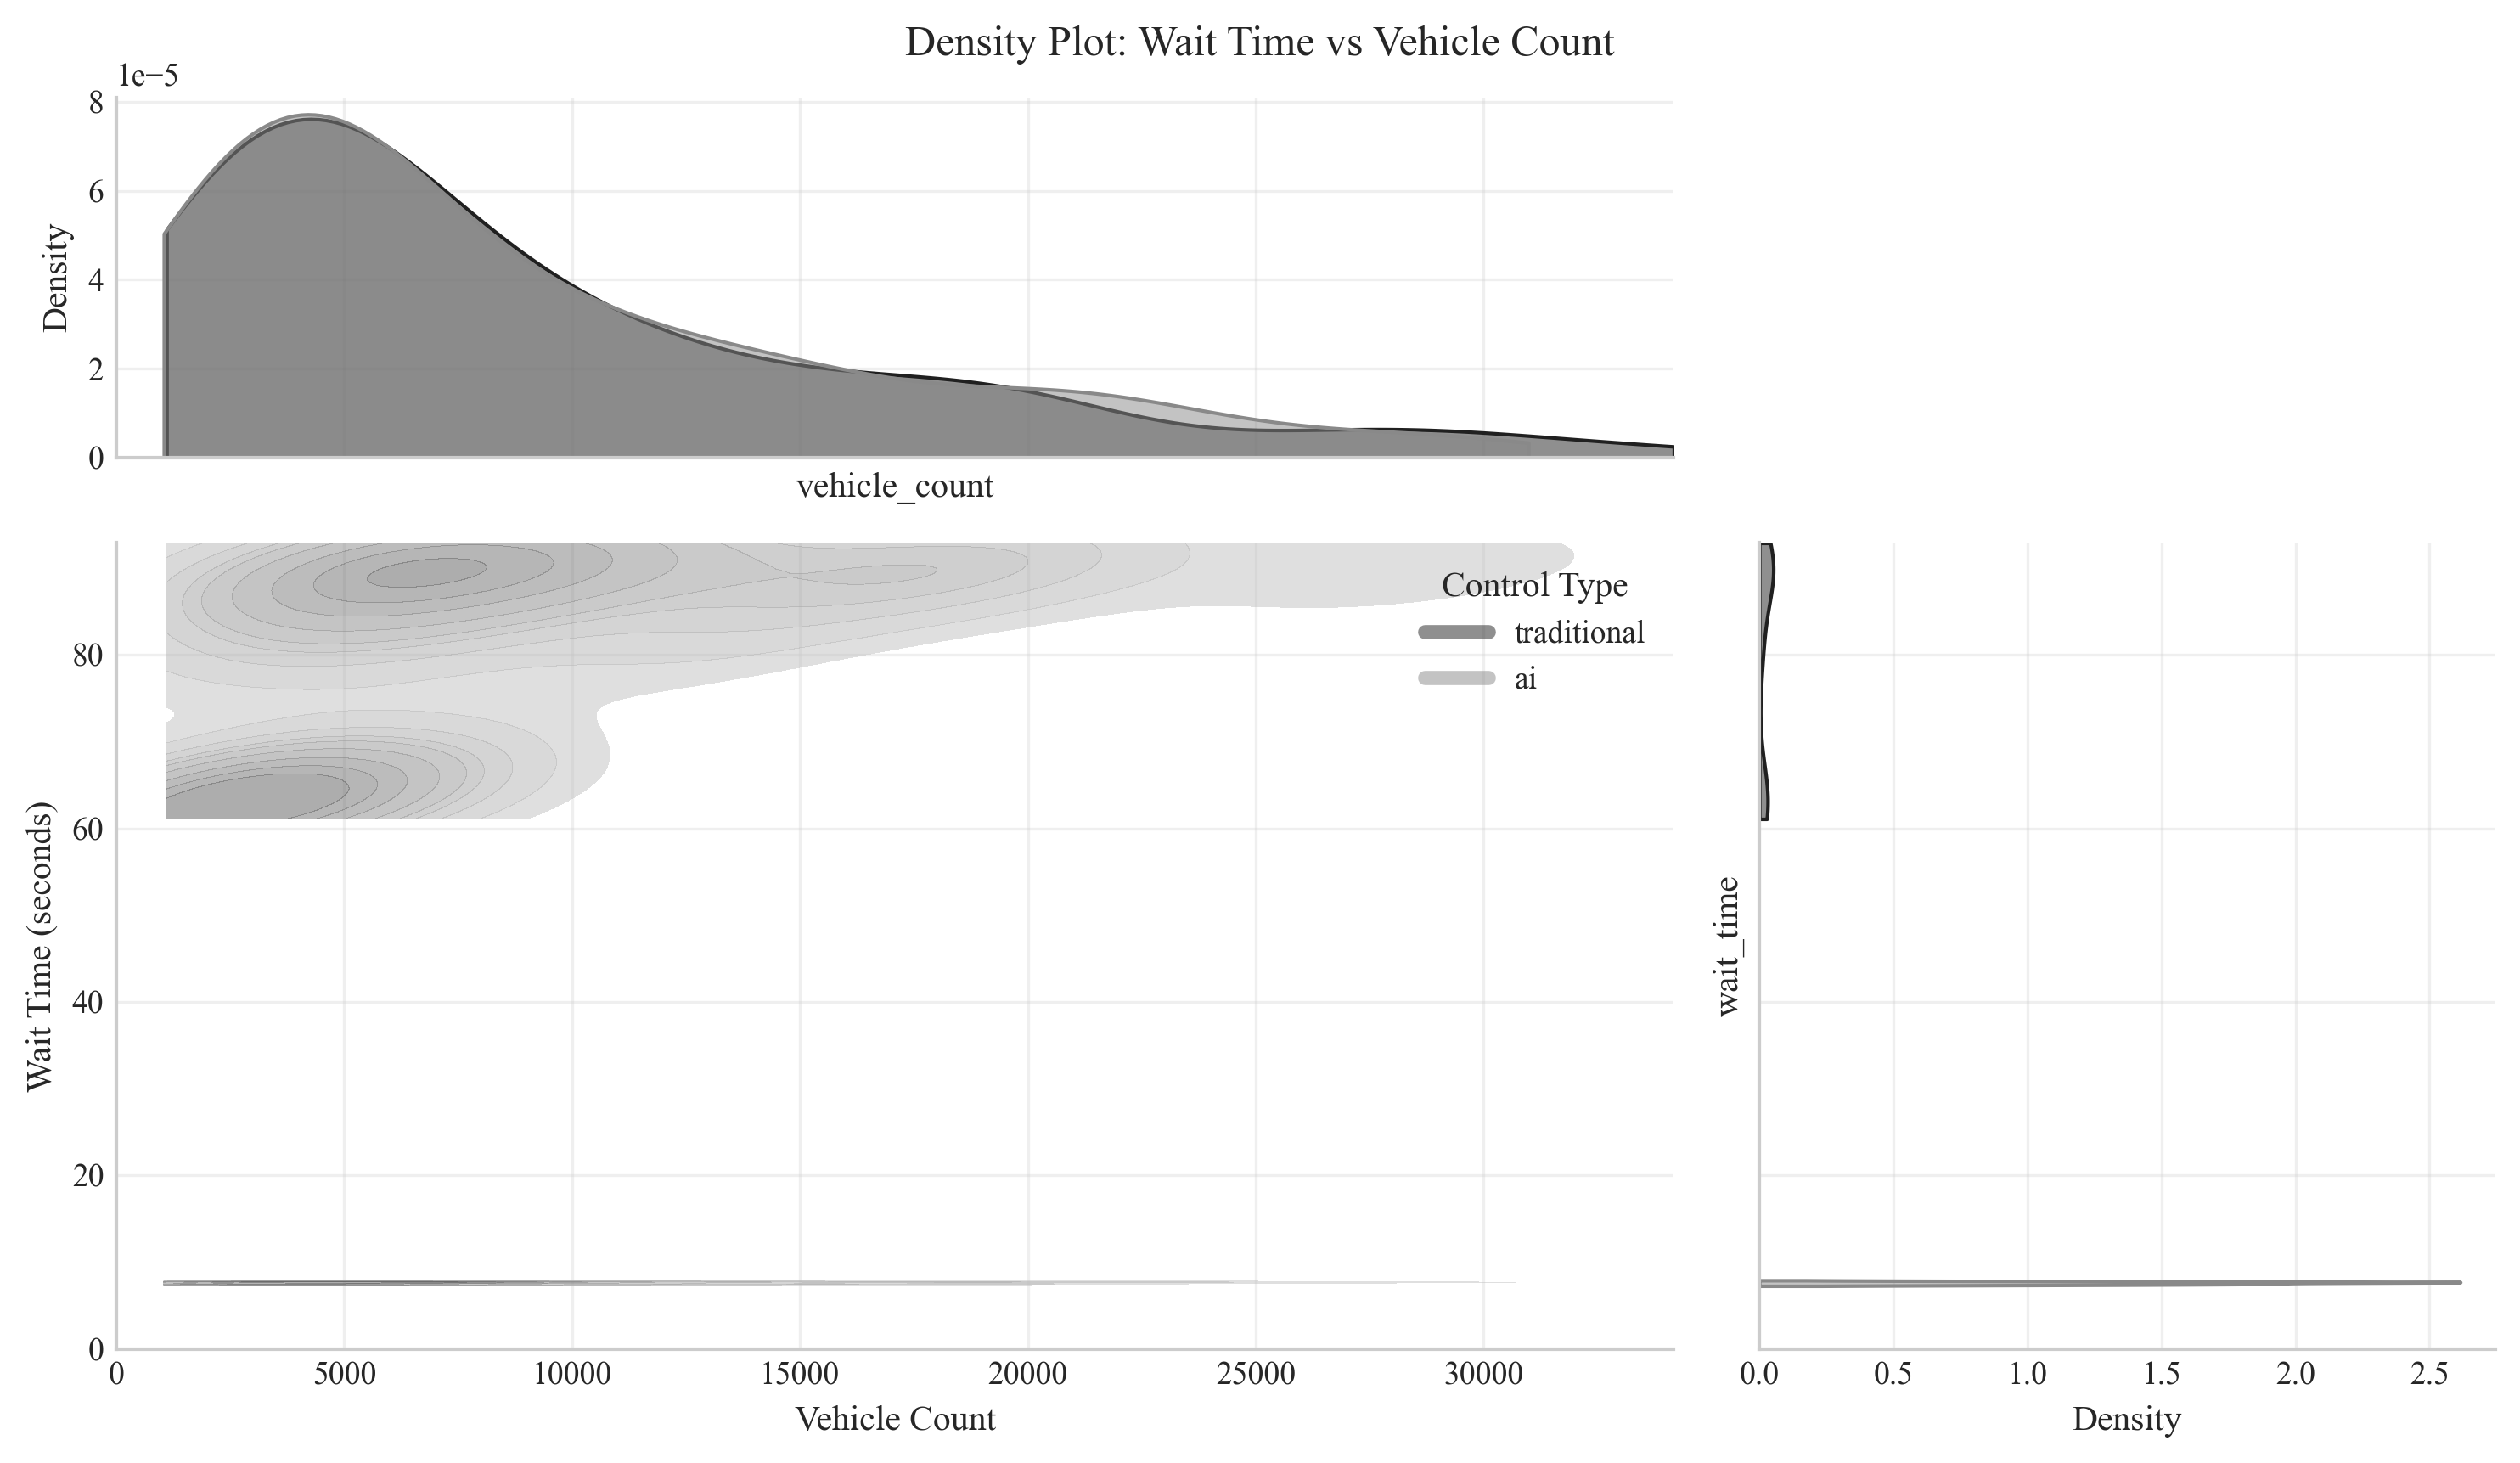 Density Plot: Wait Time vs Vehicle Count
1e−5
8
6
4
2
0
Density
vehicle_count
Control Type
traditional
ai
80
60
40
20
0
Wait Time (seconds)
0 5000 10000 15000 20000 25000 30000
Vehicle Count
wait_time
0.0 0.5 1.0 1.5 2.0 2.5
Density